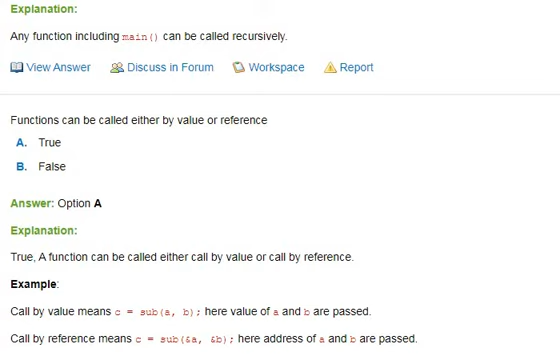 Explanation:
Any function including main() can be called recursively.
View Answer Discuss in Forum Workspace Report
Functions can be called either by value or reference
A. True
B. False
Answer: Option A
Explanation:
True, A function can be called either call by value or call by reference.
Example:
Call by value means c = sub(a, b); here value of a and b are passed.
Call by reference means c = sub(&a, &b); here address of a and b are passed.